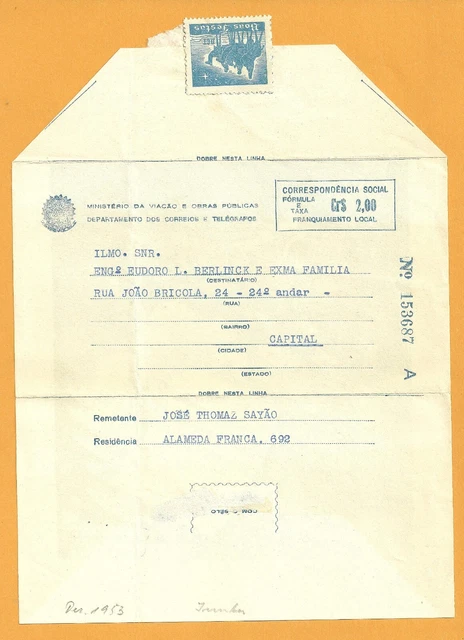 Boas Festas
DOBRE NESTA LINHA
MINISTÉRIO DA VIAÇÃO E OBRAS PÚBLICAS
DEPARTAMENTO DOS CORREIOS E TELÉGRAFOS
CORRESPONDÊNCIA SOCIAL
FÓRMULA E TAXA Cr$ 2,00
FRANQUIAMENTO LOCAL
ILMO. SNR.
ENGº EUDORO L. BERLINCK E EXMA FAMILIA
(DESTINATÁRIO)
RUA JOÃO BRICOLA, 24 - 24º andar -
(RUA)
(BAIRRO)
CAPITAL
(CIDADE)
(ESTADO)
Nº 153687 A
DOBRE NESTA LINHA
Remetente JOSÉ THOMAZ SAYÃO
Residência ALAMEDA FRANCA, 692
COM O SÊLO
1953